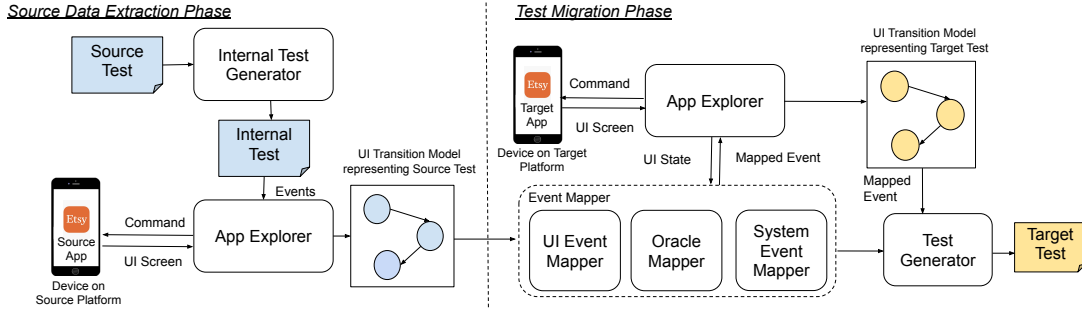 Source Data Extraction Phase
Source
Test
Internal Test
Generator
Internal
Test
Events
UI Transition Model
representing Source Test
Etsy
Source
App
Command
UI Screen
Device on
Source Platform
App Explorer
Test Migration Phase
Etsy
Target
App
Command
UI Screen
Device on Target
Platform
App Explorer
UI State
Mapped Event
UI Transition Model
representing Target Test
Mapped
Event
Event Mapper
UI Event
Mapper
Oracle
Mapper
System
Event
Mapper
Test
Generator
Target
Test